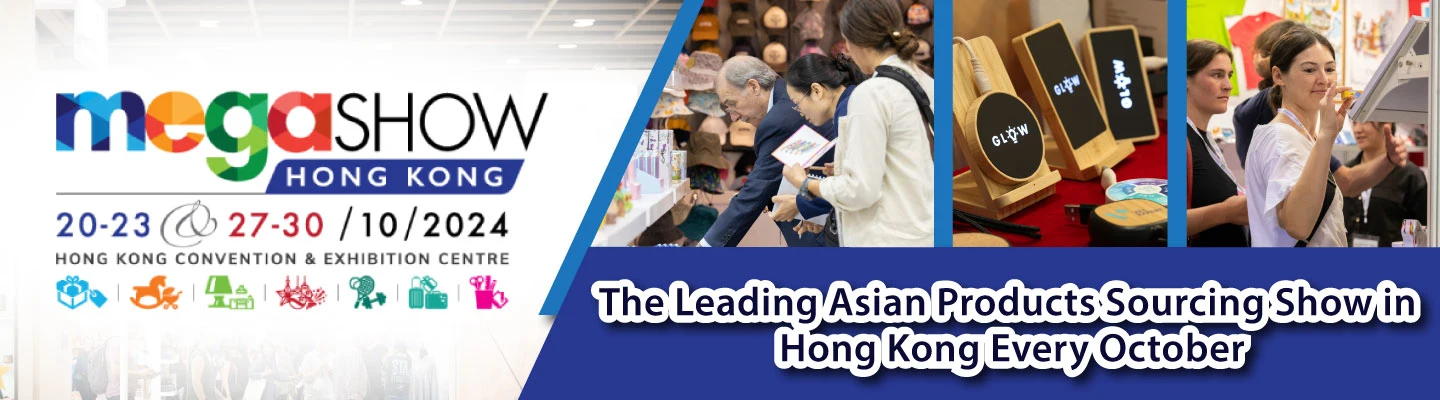 megaSHOW
HONG KONG
20-23 & 27-30 /10/2024
HONG KONG CONVENTION & EXHIBITION CENTRE
GLOW
GLOW
GLOW
The Leading Asian Products Sourcing Show in
Hong Kong Every October